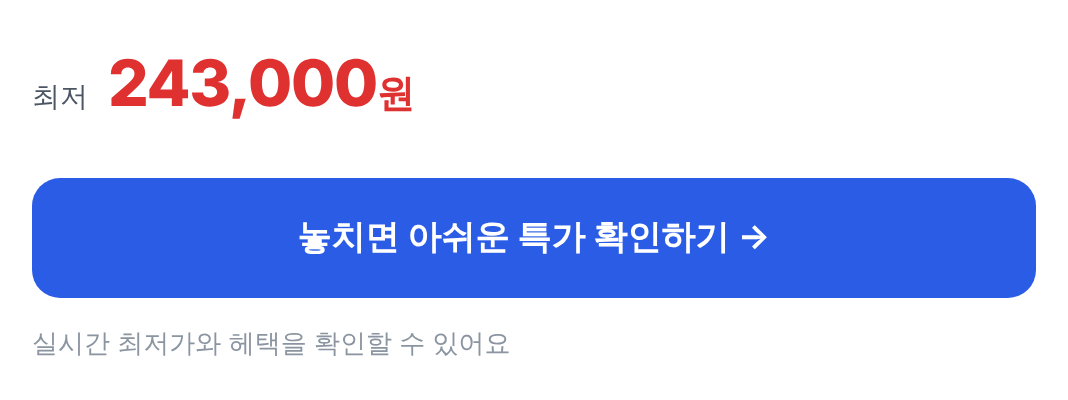 최저 243,000원
놓치면 아쉬운 특가 확인하기 →
실시간 최저가와 헤택을 확인할 수 있어요